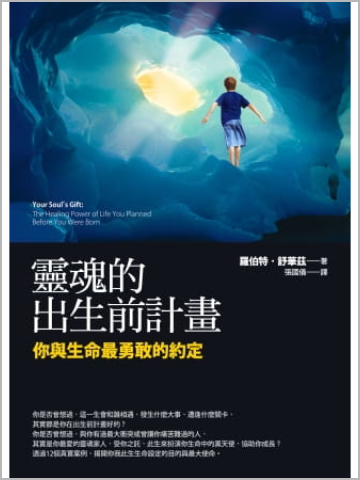 Your Soul's Gift:
The Healing Power of Life You Planned
Before You Were Born
羅伯特・舒華茲──著
張國儀──譯
靈魂的
出生前計畫
你與生命最勇敢的約定
你是否曾想過，這一生會和誰相遇、發生什麼大事、遭逢什麼關卡，
其實都是你在出生前計畫好的？
你是否曾想過，與你有過最大衝突或曾讓你痛苦難過的人，
其實是你最愛的靈魂家人，受你之託，此生來扮演你生命中的黑天使，協助你成長？
透過12個真實案例，揭開你我此生生命設定的目的與最大使命。